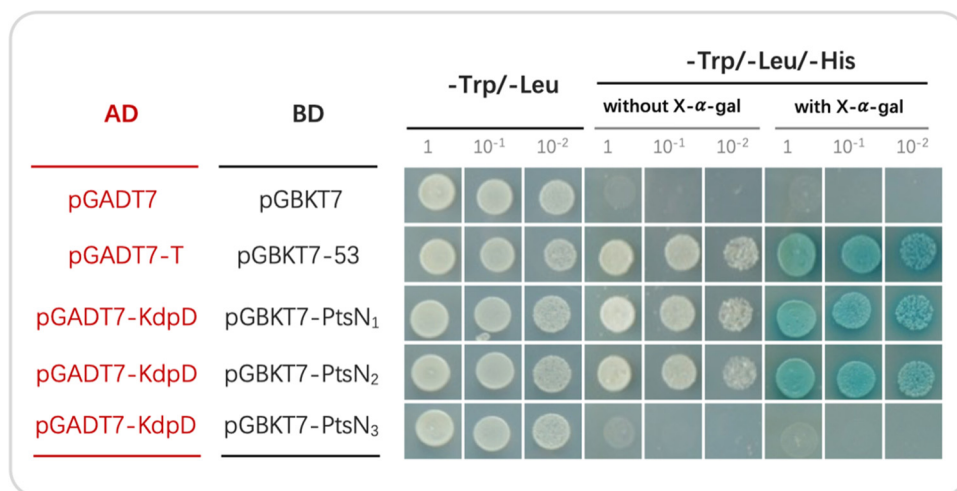 -Trp/-Leu/-His
-Trp/-Leu
without X-α-gal with X-α-gal
AD BD
1 10⁻¹ 10⁻² 1 10⁻¹ 10⁻² 1 10⁻¹ 10⁻²
pGADT7 pGBKT7
pGADT7-T pGBKT7-53
pGADT7-KdpD pGBKT7-PtsN₁
pGADT7-KdpD pGBKT7-PtsN₂
pGADT7-KdpD pGBKT7-PtsN₃